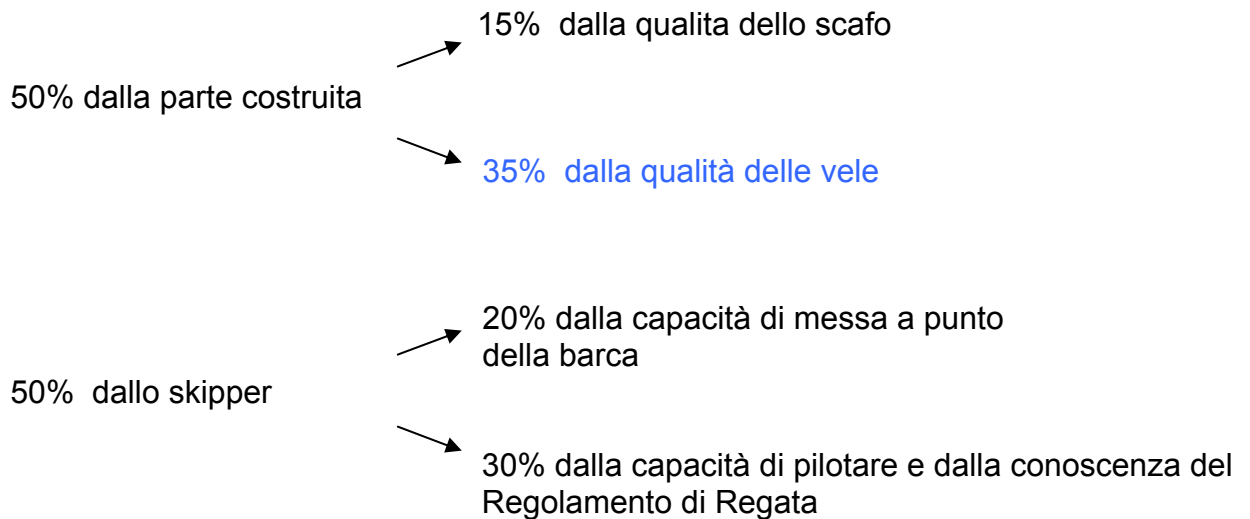 15%  dalla qualita dello scafo
50% dalla parte costruita
35%  dalla qualità delle vele
20% dalla capacità di messa a punto
della barca
50%  dallo skipper
30% dalla capacità di pilotare e dalla conoscenza del
Regolamento di Regata